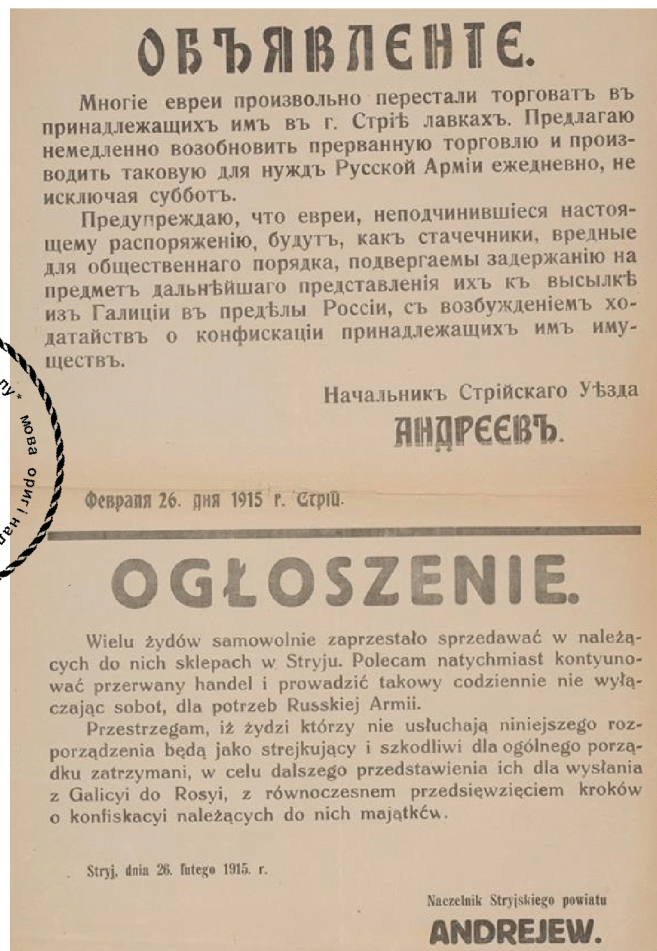 ОБЪЯВЛЕНІЕ.
Многіе евреи произвольно перестали торговать въ
принадлежащихъ имъ въ г. Стріѣ лавкахъ. Предлагаю
немедленно возобновить прерванную торговлю и произ-
водить таковую для нуждъ Русской Арміи ежедневно, не
исключая субботъ.
Предупреждаю, что евреи, неподчинившіеся настоя-
щему распоряженію, будутъ, какъ стачечники, вредные
для общественнаго порядка, подвергаемы задержанію на
предметъ дальнѣйшаго представленія ихъ къ высылкѣ
изъ Галиціи въ предѣлы Россіи, съ возбужденіемъ хо-
датайствъ о конфискаціи принадлежащихъ имъ иму-
ществъ.
Начальникъ Стрійскаго Уѣзда
АНДРЕЕВЪ.
Февраля 26. дня 1915 г. Стрій.
мова оригінал
OGŁOSZENIE.
Wielu żydów samowolnie zaprzestało sprzedawać w należą-
cych do nich sklepach w Stryju. Polecam natychmiast kontyuno-
wać przerwany handel i prowadzić takowy codziennie nie wyłą-
czając sobot, dla potrzeb Russkiej Armii.
Przestrzegam, iż żydzi którzy nie usłuchają niniejszego roz-
porządzenia będą jako strejkujący i szkodliwi dla ogólnego porzą-
dku zatrzymani, w celu dalszego przedstawienia ich dla wysłania
z Galicyi do Rosyi, z równoczesnem przedsięwzięciem kroków
o konfiskacyi należących do nich majątków.
Stryj, dnia 26. lutego 1915. r.
Naczelnik Stryjskiego powiatu
ANDREJEW.